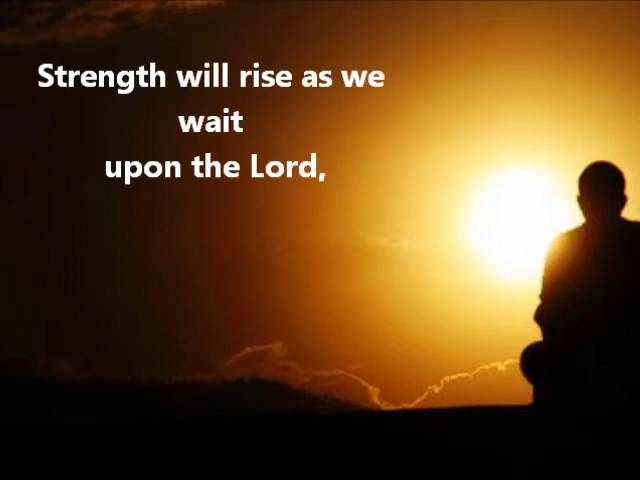 Strength will rise as we
wait
upon the Lord,